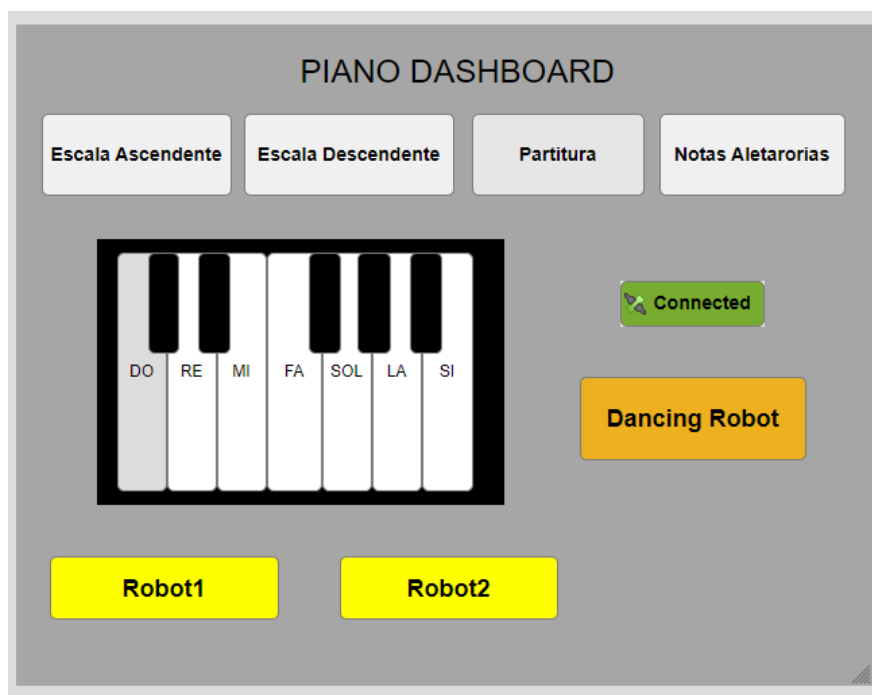 PIANO DASHBOARD
Escala Ascendente
Escala Descendente
Partitura
Notas Aletarorias
Connected
DO RE MI FA SOL LA SI
Dancing Robot
Robot1
Robot2